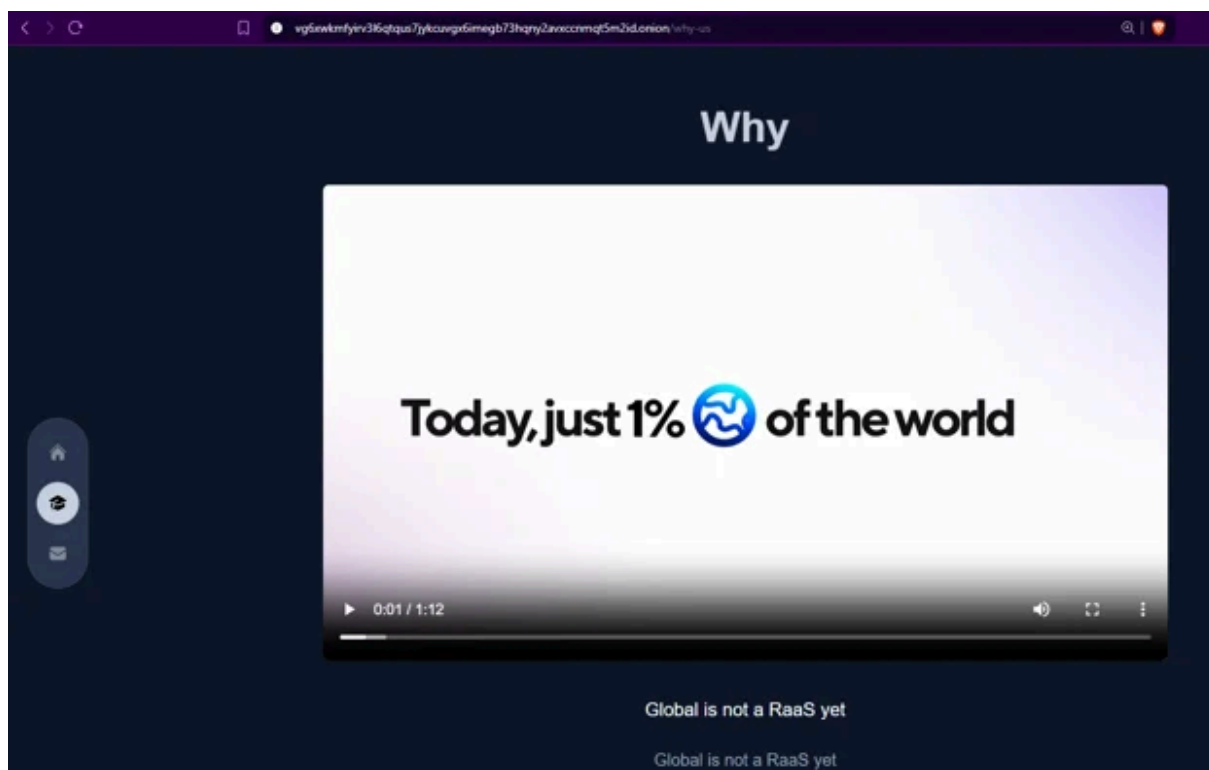 Why
Today, just 1% of the world
0:01 / 1:12
Global is not a RaaS yet
Global is not a RaaS yet